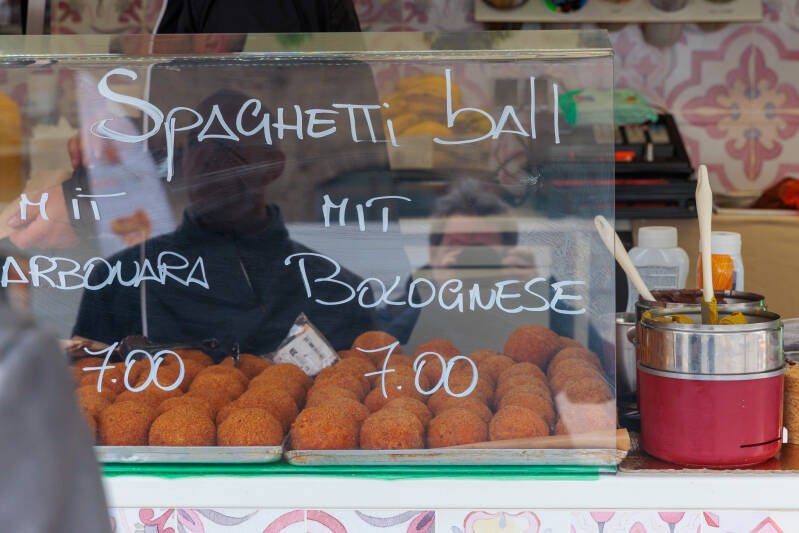 Spaghetti ball
MIT MIT
ARBOUARA Bolognese
7.00 7.00